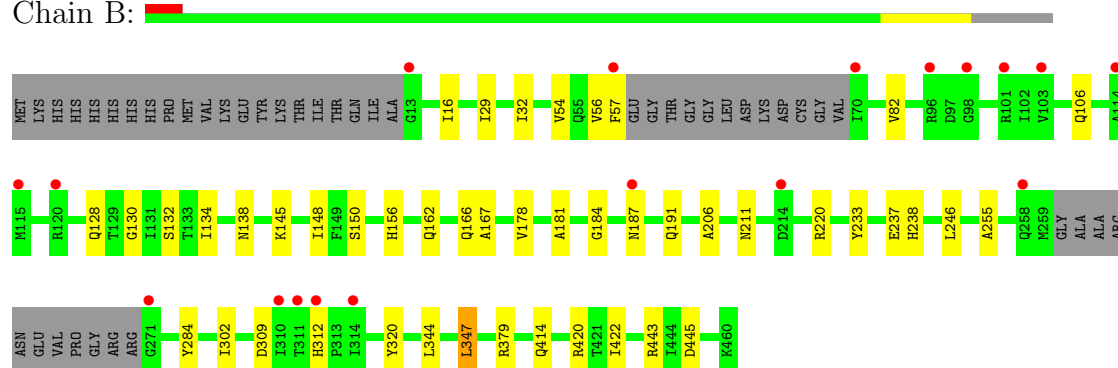 Chain B:
MET LYS HIS HIS HIS HIS HIS HIS HIS PRO MET VAL LYS GLU TYR LYS THR ILE THR GLN ILE ALA G13 I16 I29 I32 V54 Q55 V56 F57 GLU GLY THR GLY GLY LEU ASP LYS ASP CYS GLY VAL I70 V82 R96 D97 G98 R101 I102 V103 Q106 A114
M115 R120 Q128 T129 G130 I131 S132 T133 I134 N138 K145 I148 F149 S150 H156 Q162 Q166 A167 V178 A181 G184 N187 Q191 A206 N211 D214 R220 Y233 E237 H238 L246 A255 Q258 M259 GLY ALA ALA ARG
ASN GLU VAL PRO GLY ARG ARG G271 Y284 I302 D309 I310 T311 H312 P313 I314 Y320 L344 L347 R379 Q414 R420 T421 I422 R443 I444 D445 K460